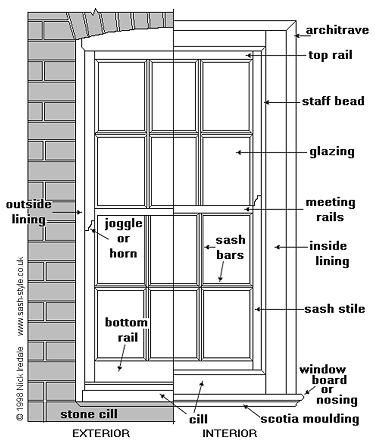 architrave
top rail
staff bead
glazing
outside
lining
joggle
or
horn
meeting
rails
sash
bars
inside
lining
sash stile
bottom
rail
window
board
or
nosing
stone cill
cill
scotia moulding
EXTERIOR
INTERIOR
© 1998 Nick Iredale www.sash-style.co.uk